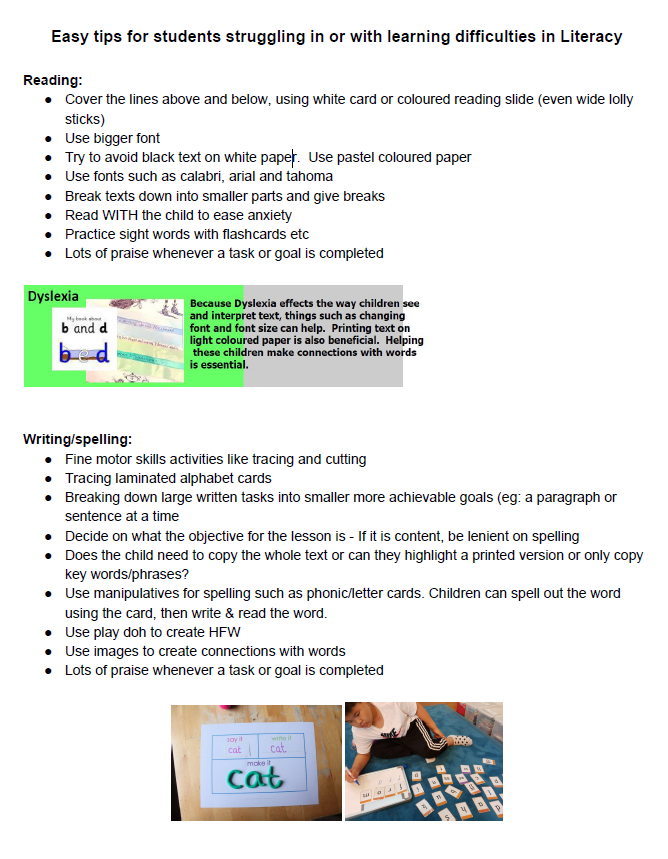 Easy tips for students struggling in or with learning difficulties in Literacy
Reading:
● Cover the lines above and below, using white card or coloured reading slide (even wide lolly
sticks)
● Use bigger font
● Try to avoid black text on white paper.  Use pastel coloured paper
● Use fonts such as calabri, arial and tahoma
● Break texts down into smaller parts and give breaks
● Read WITH the child to ease anxiety
● Practice sight words with flashcards etc
● Lots of praise whenever a task or goal is completed
Dyslexia
My book about
b and d
bed
Because Dyslexia effects the way children see
and interpret text, things such as changing
font and font size can help.  Printing text on
light coloured paper is also beneficial.  Helping
these children make connections with words
is essential.
Writing/spelling:
● Fine motor skills activities like tracing and cutting
● Tracing laminated alphabet cards
● Breaking down large written tasks into smaller more achievable goals (eg: a paragraph or
sentence at a time
● Decide on what the objective for the lesson is - If it is content, be lenient on spelling
● Does the child need to copy the whole text or can they highlight a printed version or only copy
key words/phrases?
● Use manipulatives for spelling such as phonic/letter cards. Children can spell out the word
using the card, then write & read the word.
● Use play doh to create HFW
● Use images to create connections with words
● Lots of praise whenever a task or goal is completed
say it
write it
cat
cat
make it
cat